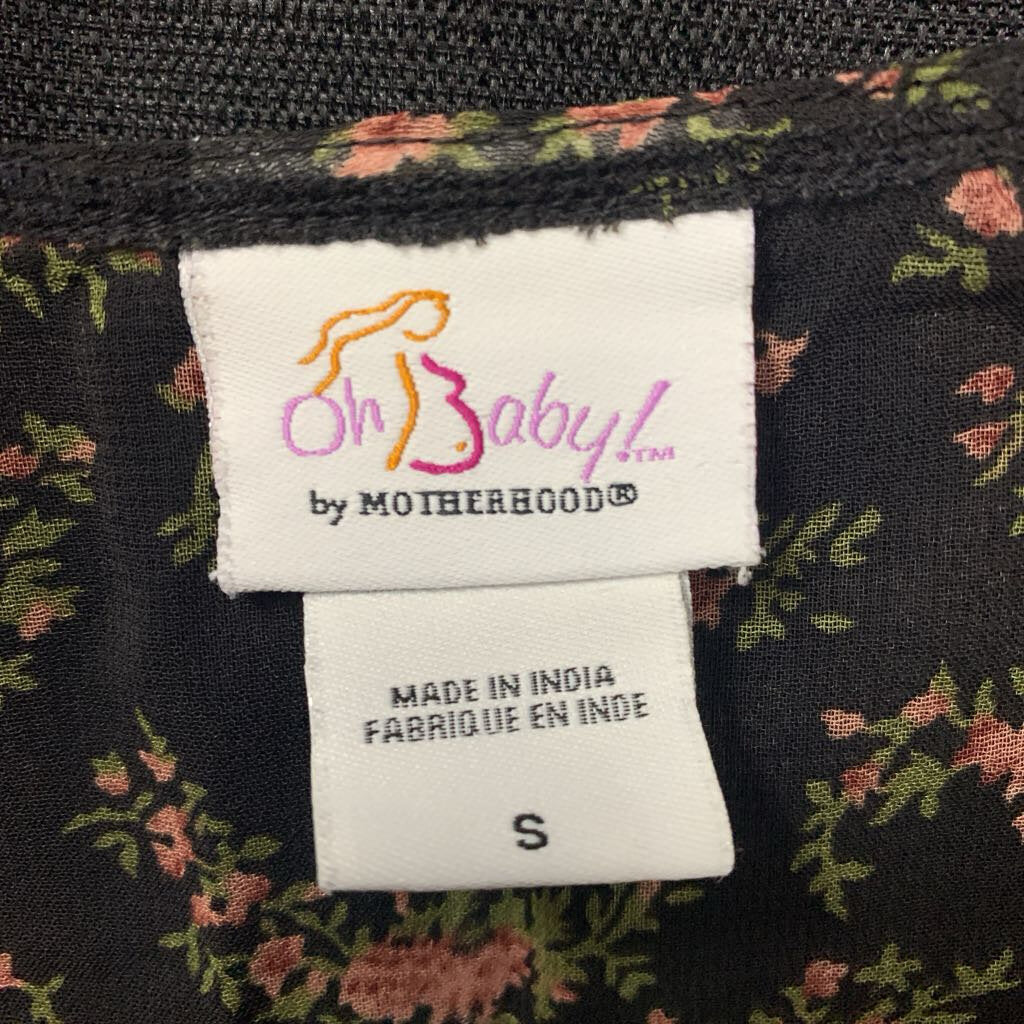 Oh Baby!™
by MOTHERHOOD®
MADE IN INDIA
FABRIQUE EN INDE
S